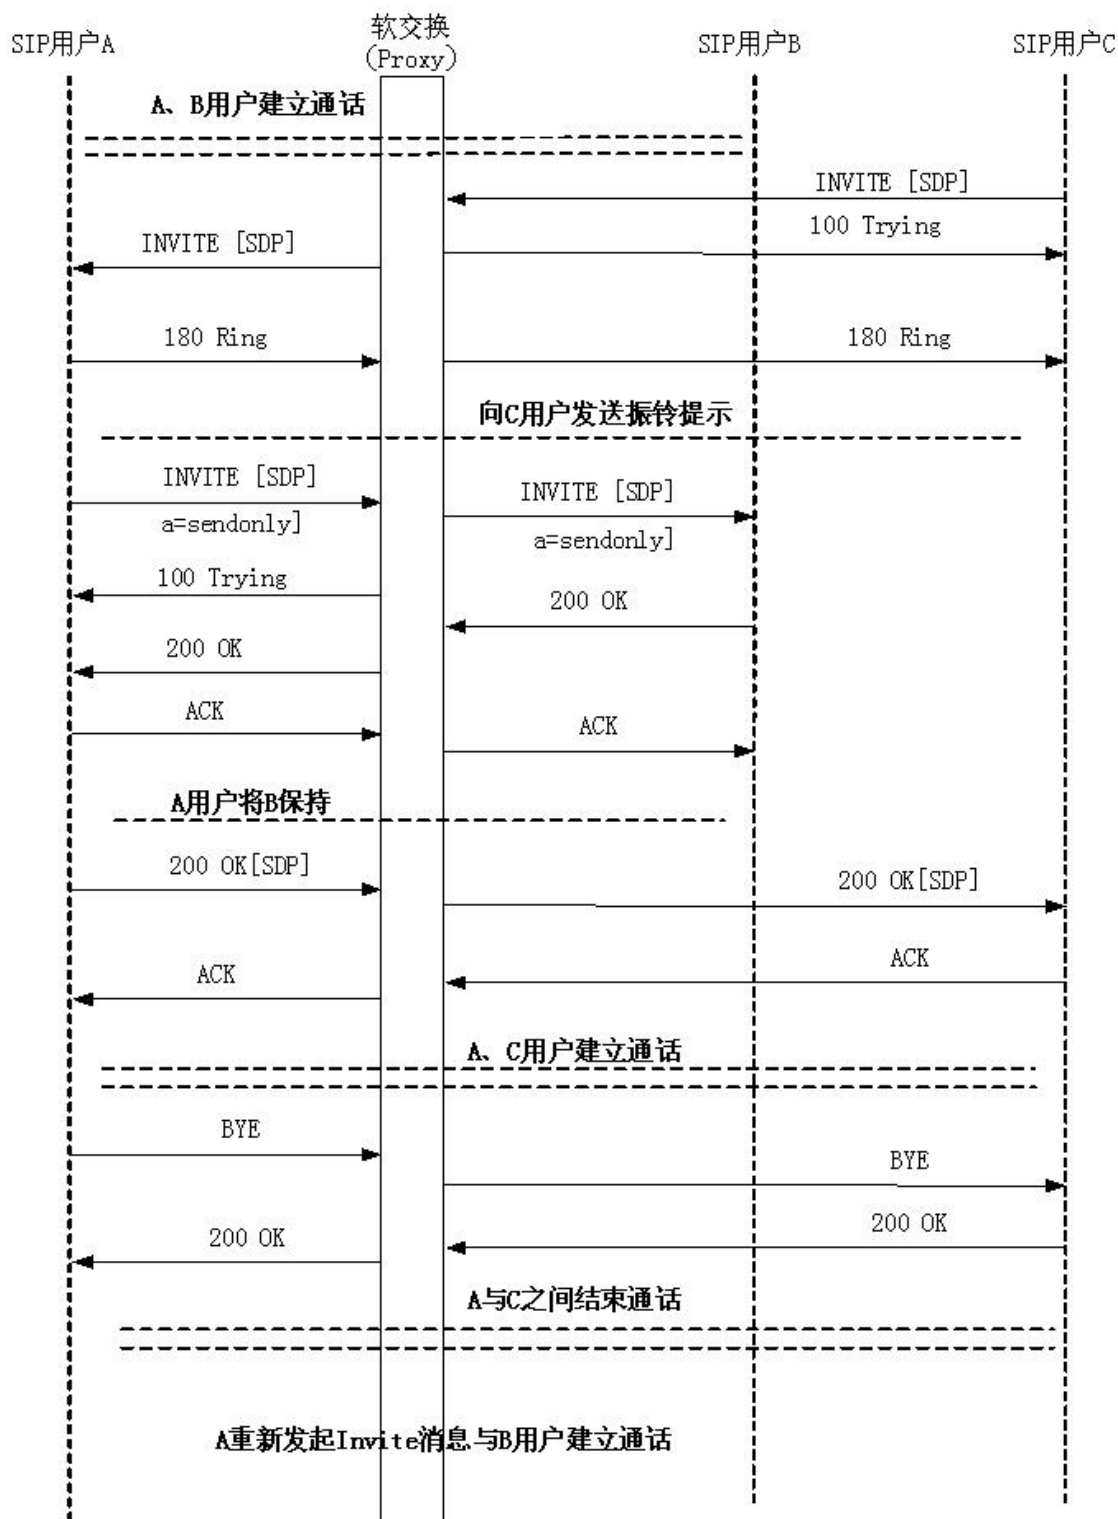 软交换
SIP用户A
(Proxy)
SIP用户B
SIP用户C
A、B用户建立通话
INVITE [SDP]
100 Trying
INVITE [SDP]
180 Ring
180 Ring
向C用户发送振铃提示
INVITE [SDP]
INVITE [SDP]
a=sendonly]
a=sendonly]
100 Trying
200 OK
200 OK
ACK
ACK
A用户将B保持
200 OK[SDP]
200 OK[SDP]
ACK
ACK
A、C用户建立通话
BYE
BYE
200 OK
200 OK
A与C之间结束通话
A重新发起Invite消息与B用户建立通话